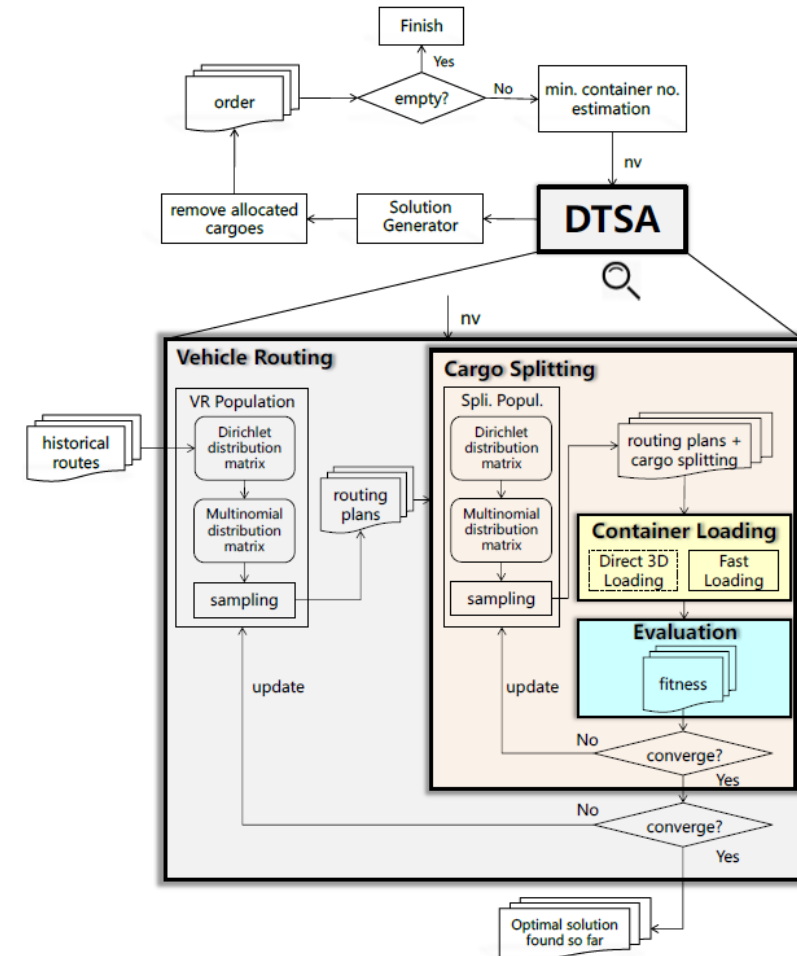 Finish
Yes
order
empty?
No
min. container no.
estimation
nv
remove allocated
cargoes
Solution
Generator
DTSA
nv
Vehicle Routing
Cargo Splitting
VR Population
Spli. Popul.
historical
routes
Dirichlet
distribution
matrix
Multinomial
distribution
matrix
sampling
routing
plans
Dirichlet
distribution
matrix
Multinomial
distribution
matrix
sampling
routing plans +
cargo splitting
Container Loading
Direct 3D
Loading
Fast
Loading
Evaluation
fitness
update
update
No
converge?
Yes
No
converge?
Yes
Optimal solution
found so far